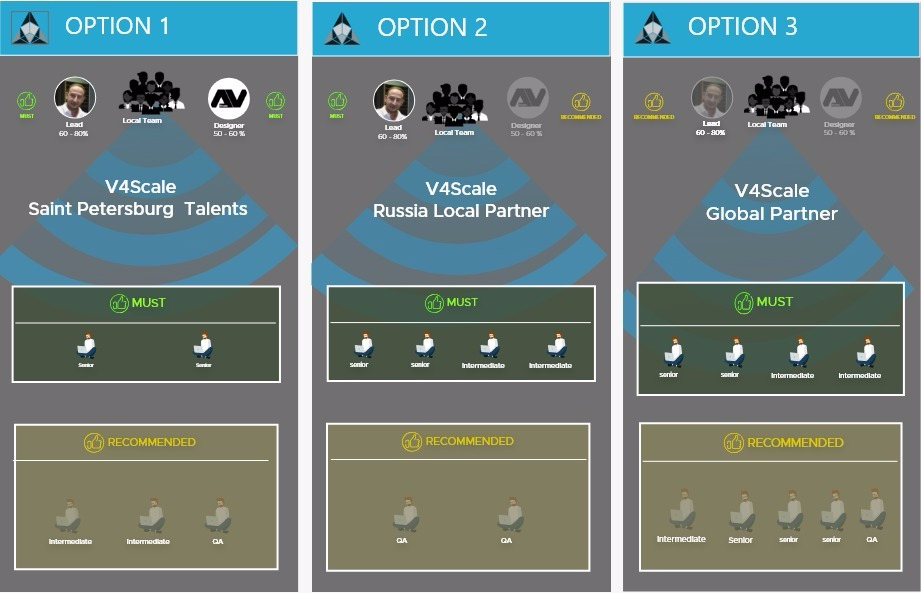 OPTION 1
MUST
Lead
60 - 80%
Local Team
AV
Designer
50 - 60 %
MUST
V4Scale
Saint Petersburg Talents
MUST
Senior
Senior
RECOMMENDED
Intermediate
Intermediate
QA
OPTION 2
MUST
Lead
60 - 80%
Local Team
AV
Designer
50 - 60 %
RECOMMENDED
V4Scale
Russia Local Partner
MUST
senior
senior
Intermediate
Intermediate
RECOMMENDED
QA
QA
OPTION 3
RECOMMENDED
Lead
60 - 80%
Local Team
AV
Designer
50 - 60 %
RECOMMENDED
V4Scale
Global Partner
MUST
senior
senior
Intermediate
Intermediate
RECOMMENDED
Intermediate
Senior
senior
senior
QA